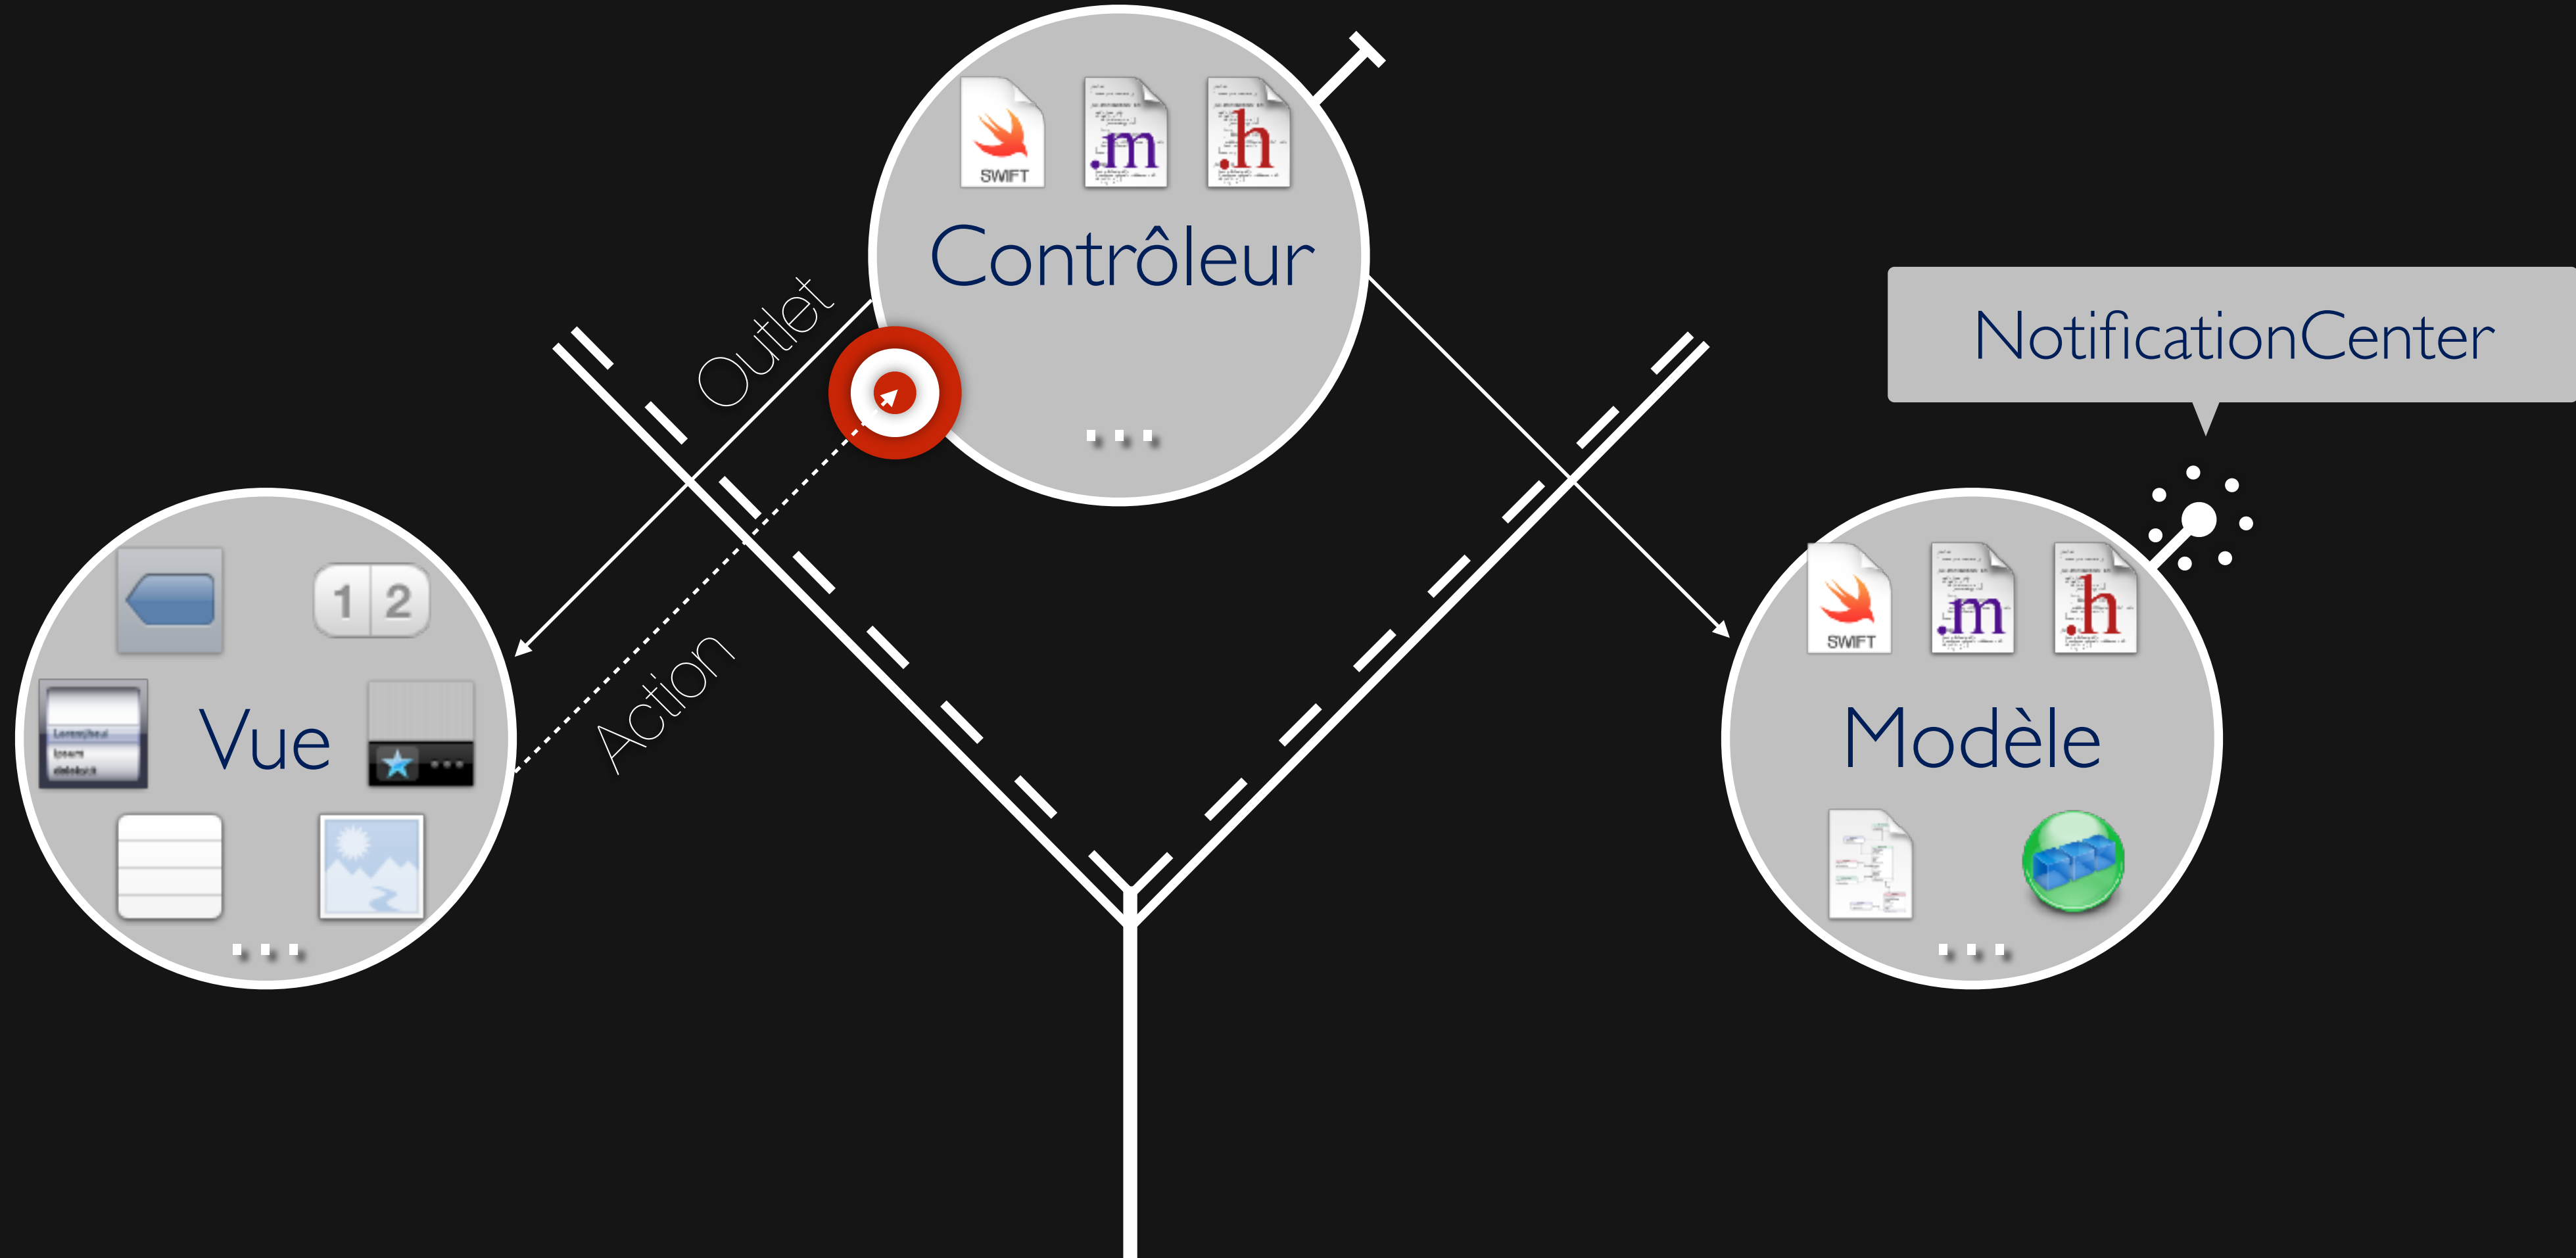 SWIFT
.m
.h
Contrôleur
Outlet
NotificationCenter
...
1 2
SWIFT
.m
.h
Action
Vue
Modèle
...
...